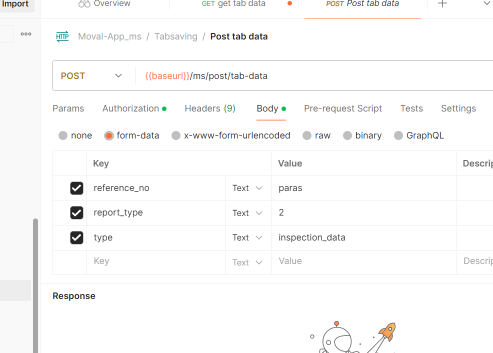 Import
Overview
GET get tab data
POST Post tab data
HTTP
Moval-App_ms / Tabsaving / Post tab data
POST
{{baseurl}}/ms/post/tab-data
Params Authorization Headers (9) Body Pre-request Script Tests Settings
none form-data x-www-form-urlencoded raw binary GraphQL
Key Value Descrip
reference_no Text paras
report_type Text 2
type Text inspection_data
Key Text Value Descrip
Response